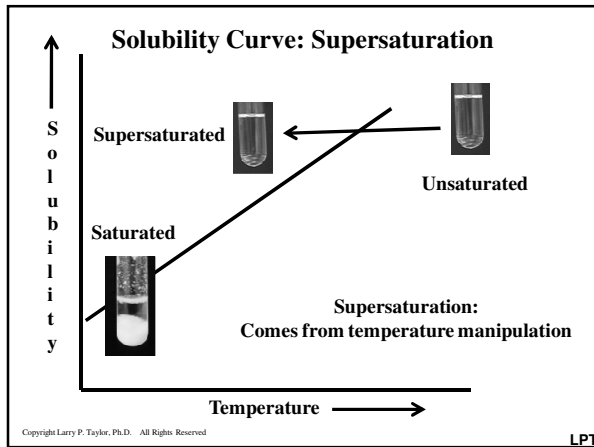 Solubility Curve: Supersaturation
Solubility
Supersaturated
Unsaturated
Saturated
Supersaturation:
Comes from temperature manipulation
Temperature
Copyright Larry P. Taylor, Ph.D. All Rights Reserved
LPT